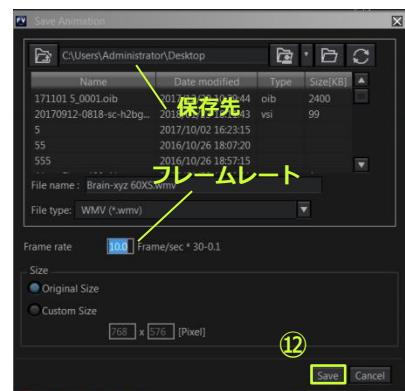 Save Animation
C:\Users\Administrator\Desktop
Name Date modified Type Size[KB]
171101 5_0001.oib oib 2400
20170912-0818-sc-h2bg... vsi 99
保存先
5 2017/10/02 16:23:15
55 2016/10/26 18:07:20
555 2016/10/26 18:57:15
フレームレート
File name : Brain-xyz 60XS.wmv
File type: WMV (*.wmv)
Frame rate 10.0 Frame/sec * 30-0.1
Size
Original Size
Custom Size
768 x 576 [Pixel]
⑫
Save Cancel